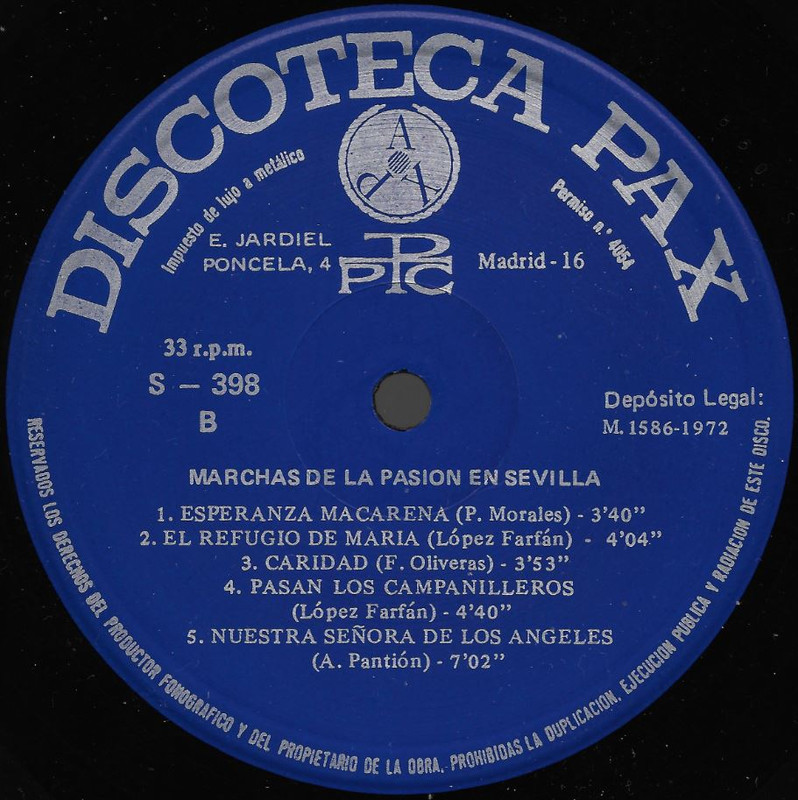 DISCOTECA PAX
PAX
Impuesto de lujo a metálico
Permiso n.° 4054
E. JARDIEL
PONCELA, 4
PPC
Madrid - 16
33 r.p.m.
S — 398
B
Depósito Legal:
M. 1586-1972
MARCHAS DE LA PASION EN SEVILLA
1. ESPERANZA MACARENA (P. Morales) - 3'40”
2. EL REFUGIO DE MARIA (López Farfán) - 4'04”
3. CARIDAD (F. Oliveras) - 3'53”
4. PASAN LOS CAMPANILLEROS
(López Farfán) - 4'40”
5. NUESTRA SEÑORA DE LOS ANGELES
(A. Pantión) - 7'02”
RESERVADOS LOS DERECHOS DEL PRODUCTOR FONOGRAFICO Y DEL PROPIETARIO DE LA OBRA. PROHIBIDAS LA DUPLICACION, EJECUCION PUBLICA Y RADIACION DE ESTE DISCO.